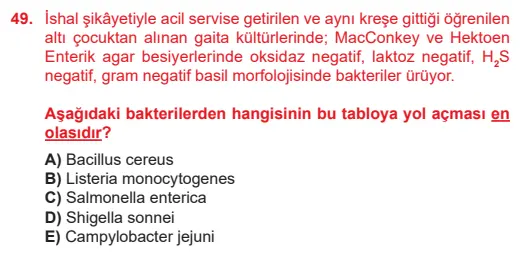 49. İshal şikâyetiyle acil servise getirilen ve aynı kreşe gittiği öğrenilen
altı çocuktan alınan gaita kültürlerinde; MacConkey ve Hektoen
Enterik agar besiyerlerinde oksidaz negatif, laktoz negatif, H₂S
negatif, gram negatif basil morfolojisinde bakteriler ürüyor.
Aşağıdaki bakterilerden hangisinin bu tabloya yol açması en
olasıdır?
A) Bacillus cereus
B) Listeria monocytogenes
C) Salmonella enterica
D) Shigella sonnei
E) Campylobacter jejuni